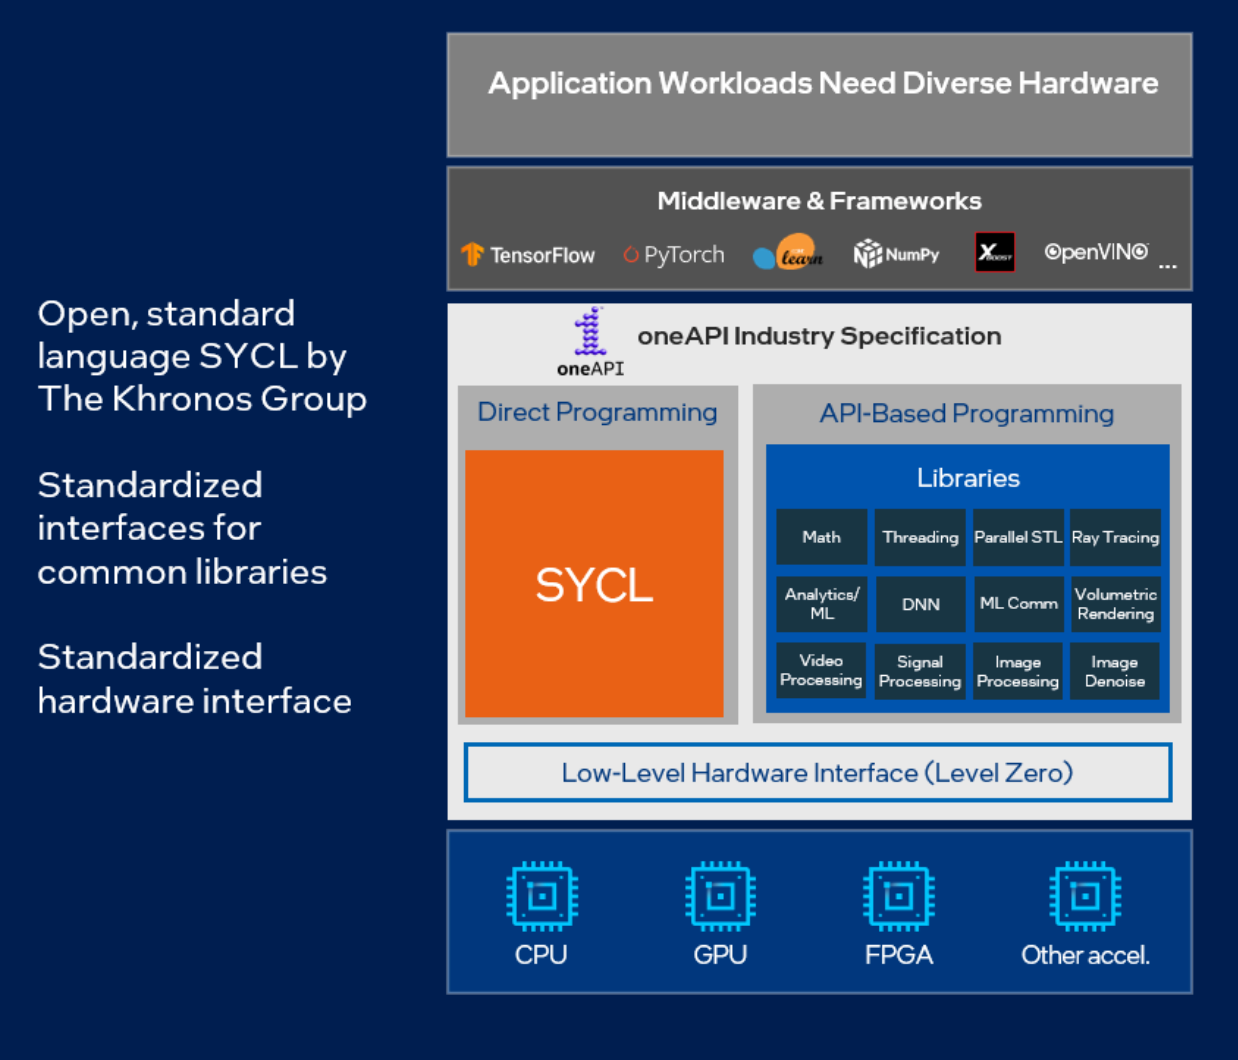 Application Workloads Need Diverse Hardware
Middleware & Frameworks
TensorFlow
PyTorch
learn
NumPy
XBOOST
OpenVINO
...
Open, standard
language SYCL by
The Khronos Group
Standardized
interfaces for
common libraries
Standardized
hardware interface
oneAPI
oneAPI Industry Specification
Direct Programming
SYCL
API-Based Programming
Libraries
Math
Threading
Parallel STL
Ray Tracing
Analytics/
ML
DNN
ML Comm
Volumetric
Rendering
Video
Processing
Signal
Processing
Image
Processing
Image
Denoise
Low-Level Hardware Interface (Level Zero)
CPU
GPU
FPGA
Other accel.